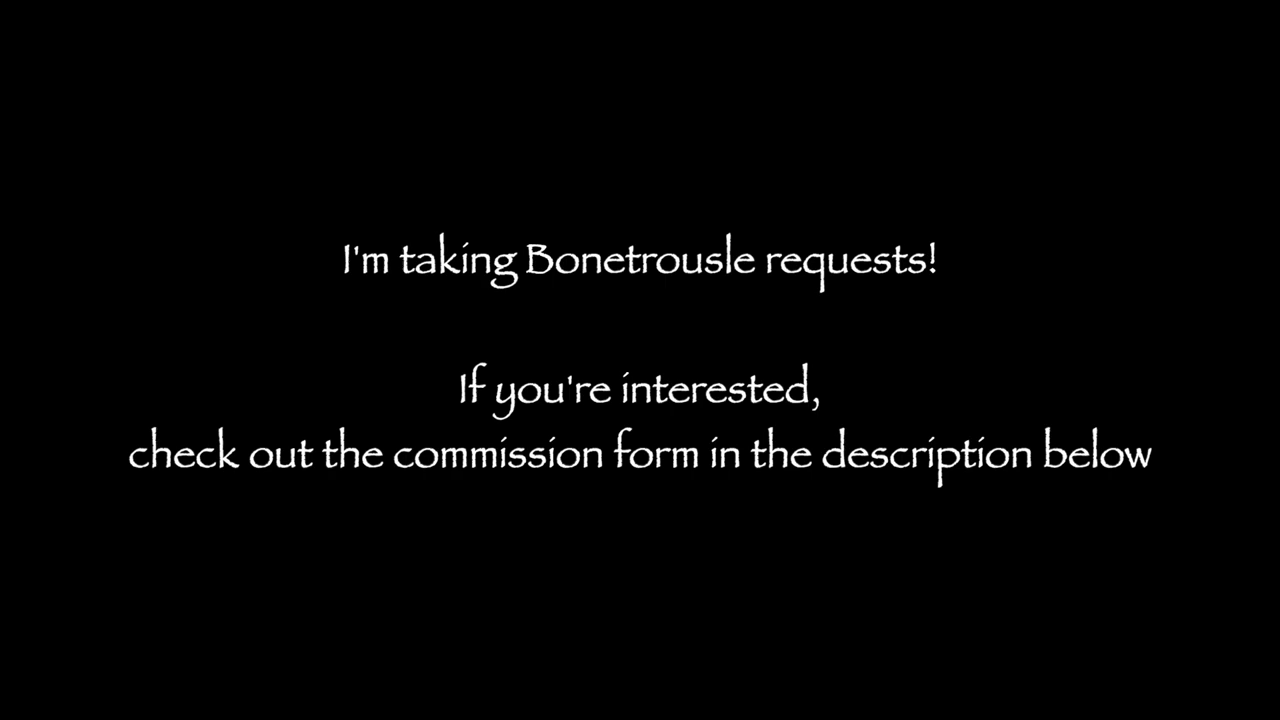 I'm taking Bonetrousle requests!
If you're interested,
check out the commission form in the description below